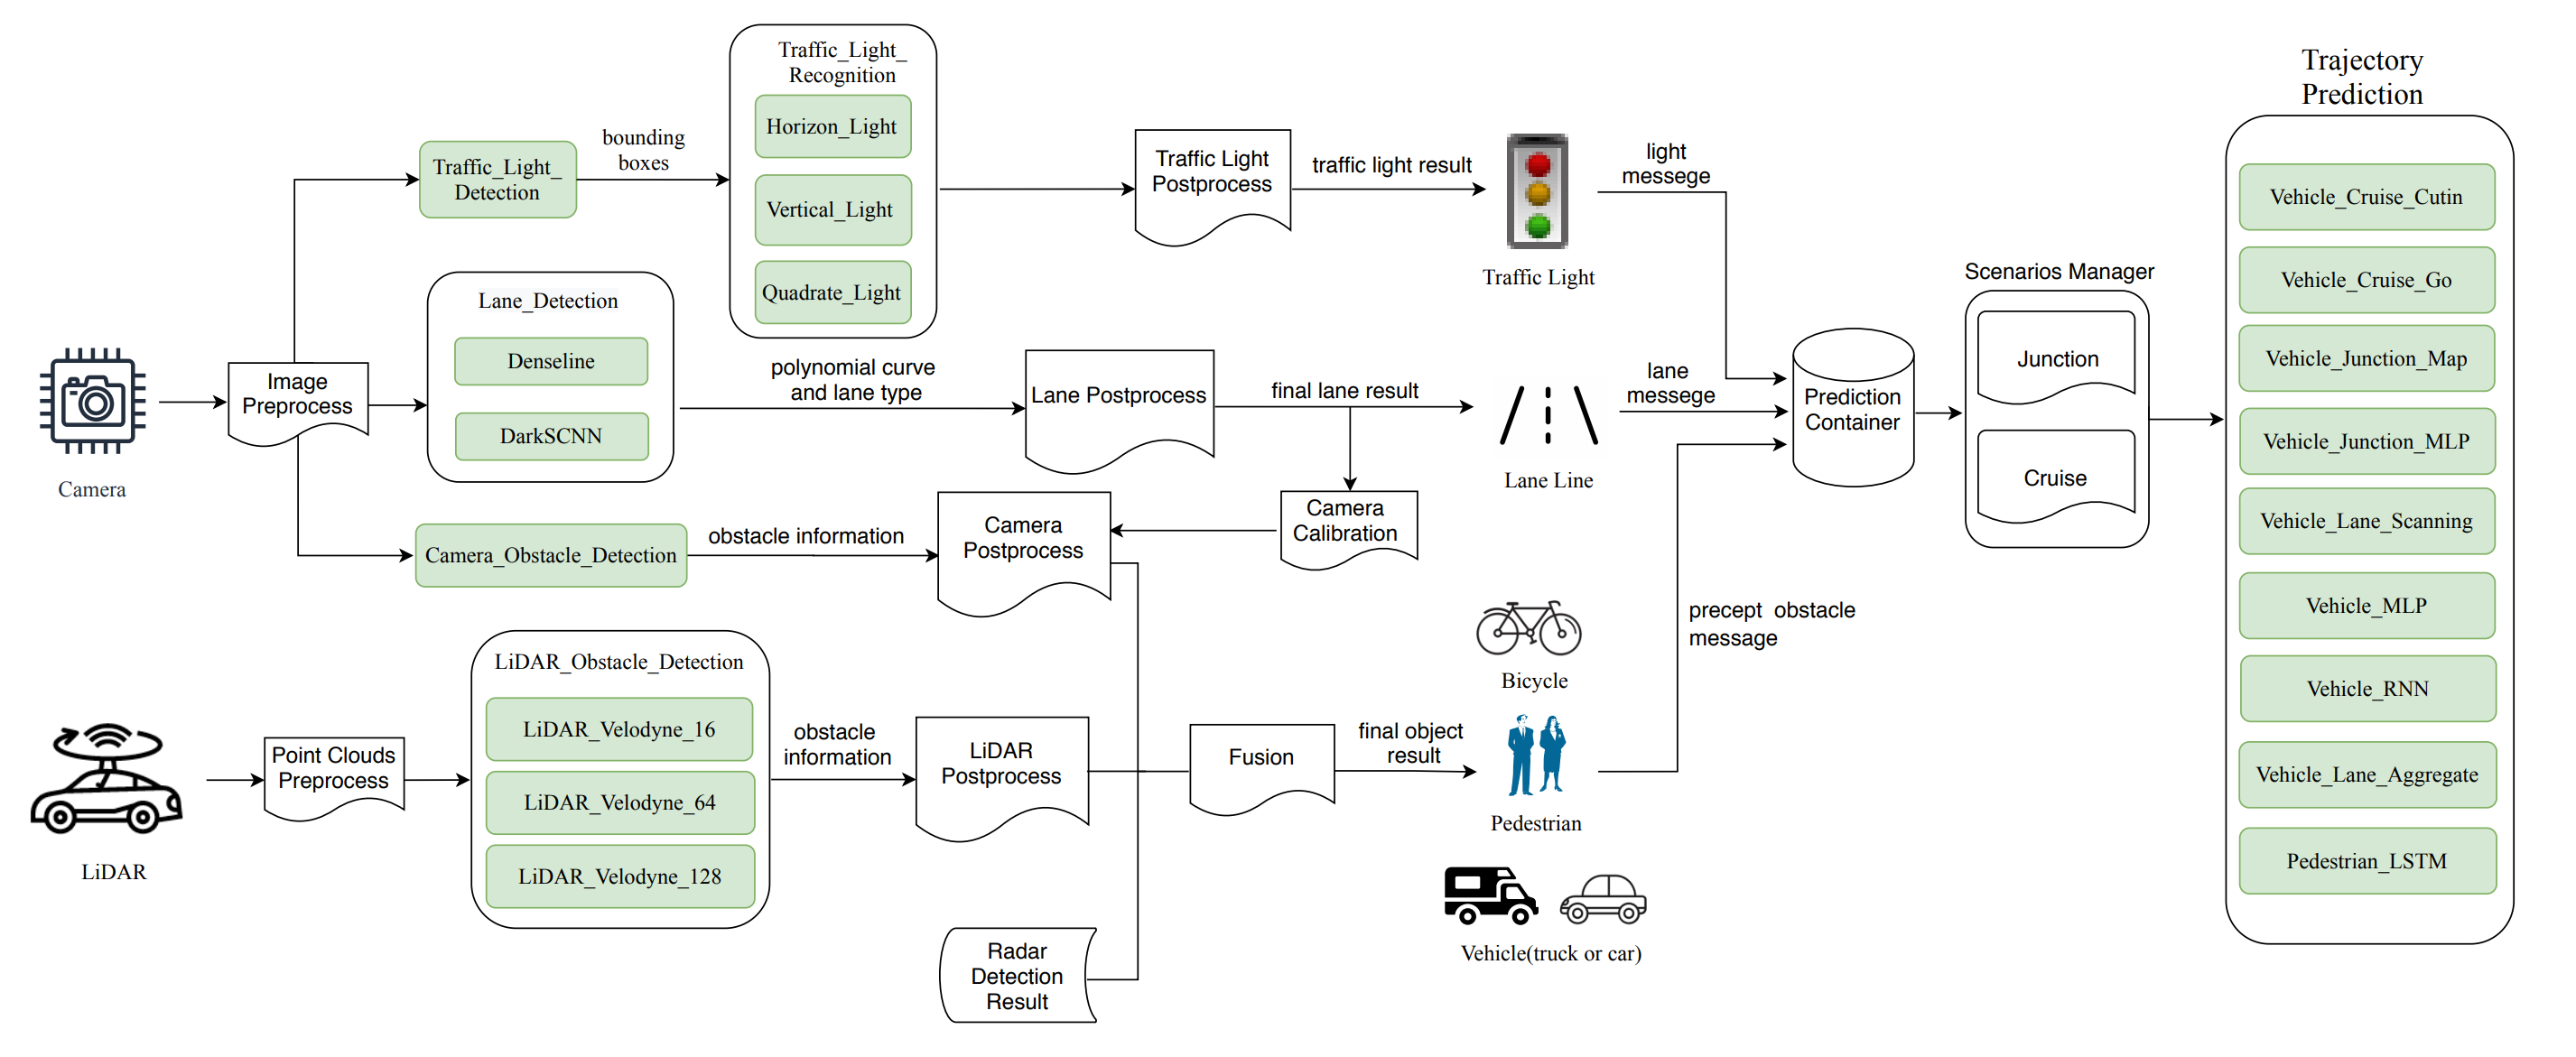 Traffic_Light_
Recognition
Horizon_Light
Vertical_Light
Quadrate_Light
Traffic_Light_
Detection
bounding
boxes
Traffic Light
Postprocess
traffic light result
Traffic Light
light
messege
Lane_Detection
Denseline
DarkSCNN
Camera
Image
Preprocess
polynomial curve
and lane type
Lane Postprocess
final lane result
Lane Line
lane
messege
Camera
Calibration
Camera_Obstacle_Detection
obstacle information
Camera
Postprocess
LiDAR
Point Clouds
Preprocess
LiDAR_Obstacle_Detection
LiDAR_Velodyne_16
LiDAR_Velodyne_64
LiDAR_Velodyne_128
obstacle
information
LiDAR
Postprocess
Radar
Detection
Result
Fusion
final object
result
Bicycle
Pedestrian
Vehicle(truck or car)
precept obstacle
message
Prediction
Container
Scenarios Manager
Junction
Cruise
Trajectory
Prediction
Vehicle_Cruise_Cutin
Vehicle_Cruise_Go
Vehicle_Junction_Map
Vehicle_Junction_MLP
Vehicle_Lane_Scanning
Vehicle_MLP
Vehicle_RNN
Vehicle_Lane_Aggregate
Pedestrian_LSTM